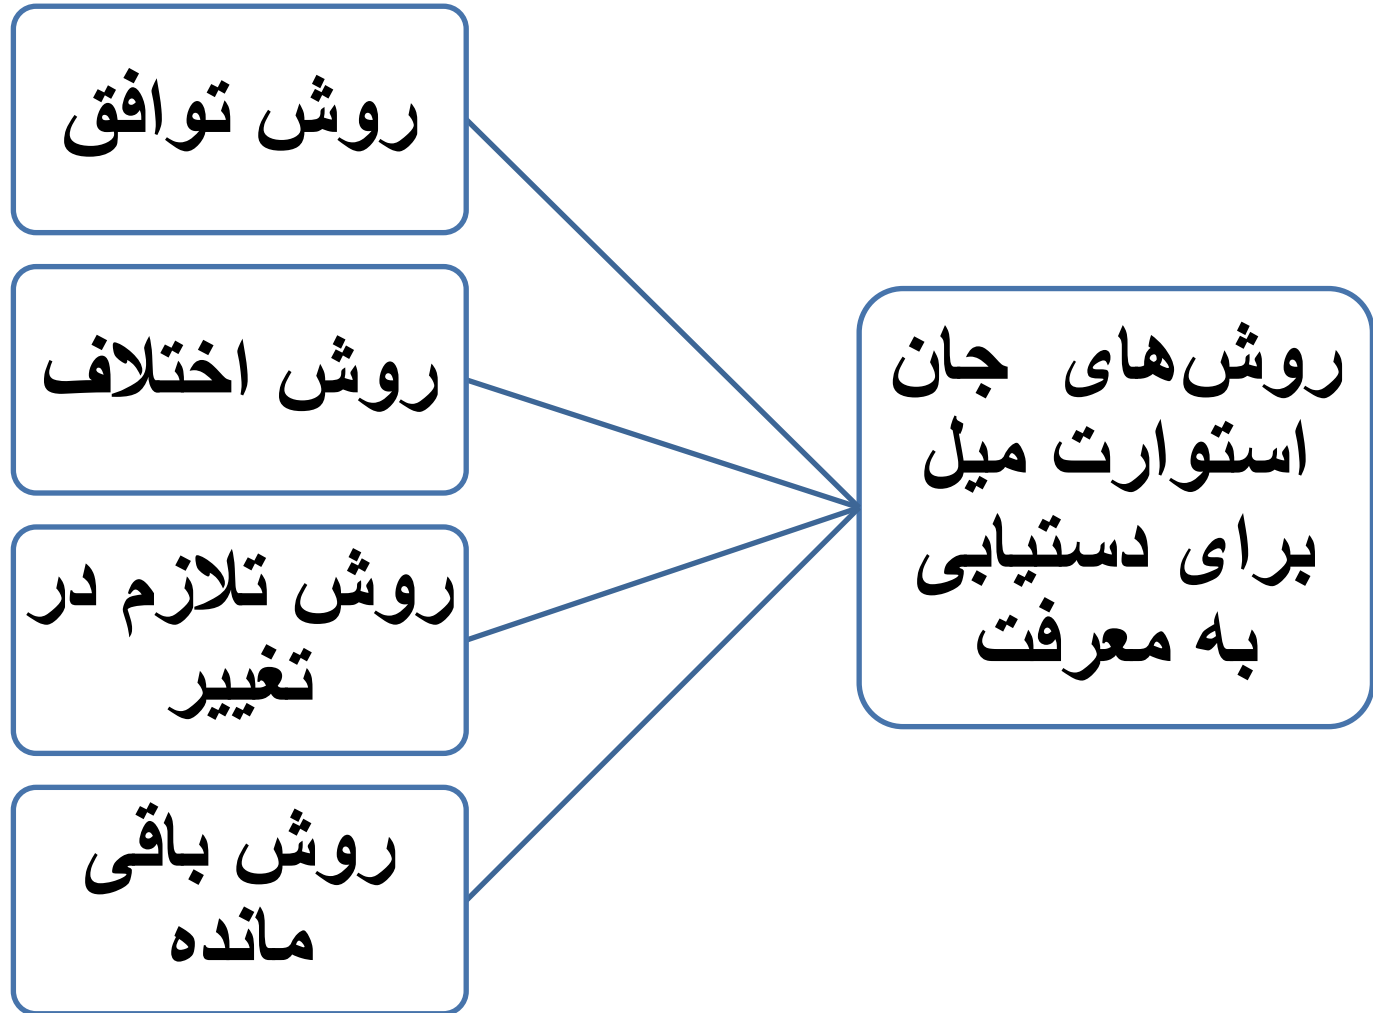 روش‌های جان
استوارت میل
برای دستیابی
به معرفت
روش توافق
روش اختلاف
روش تلازم در
تغییر
روش باقی
مانده